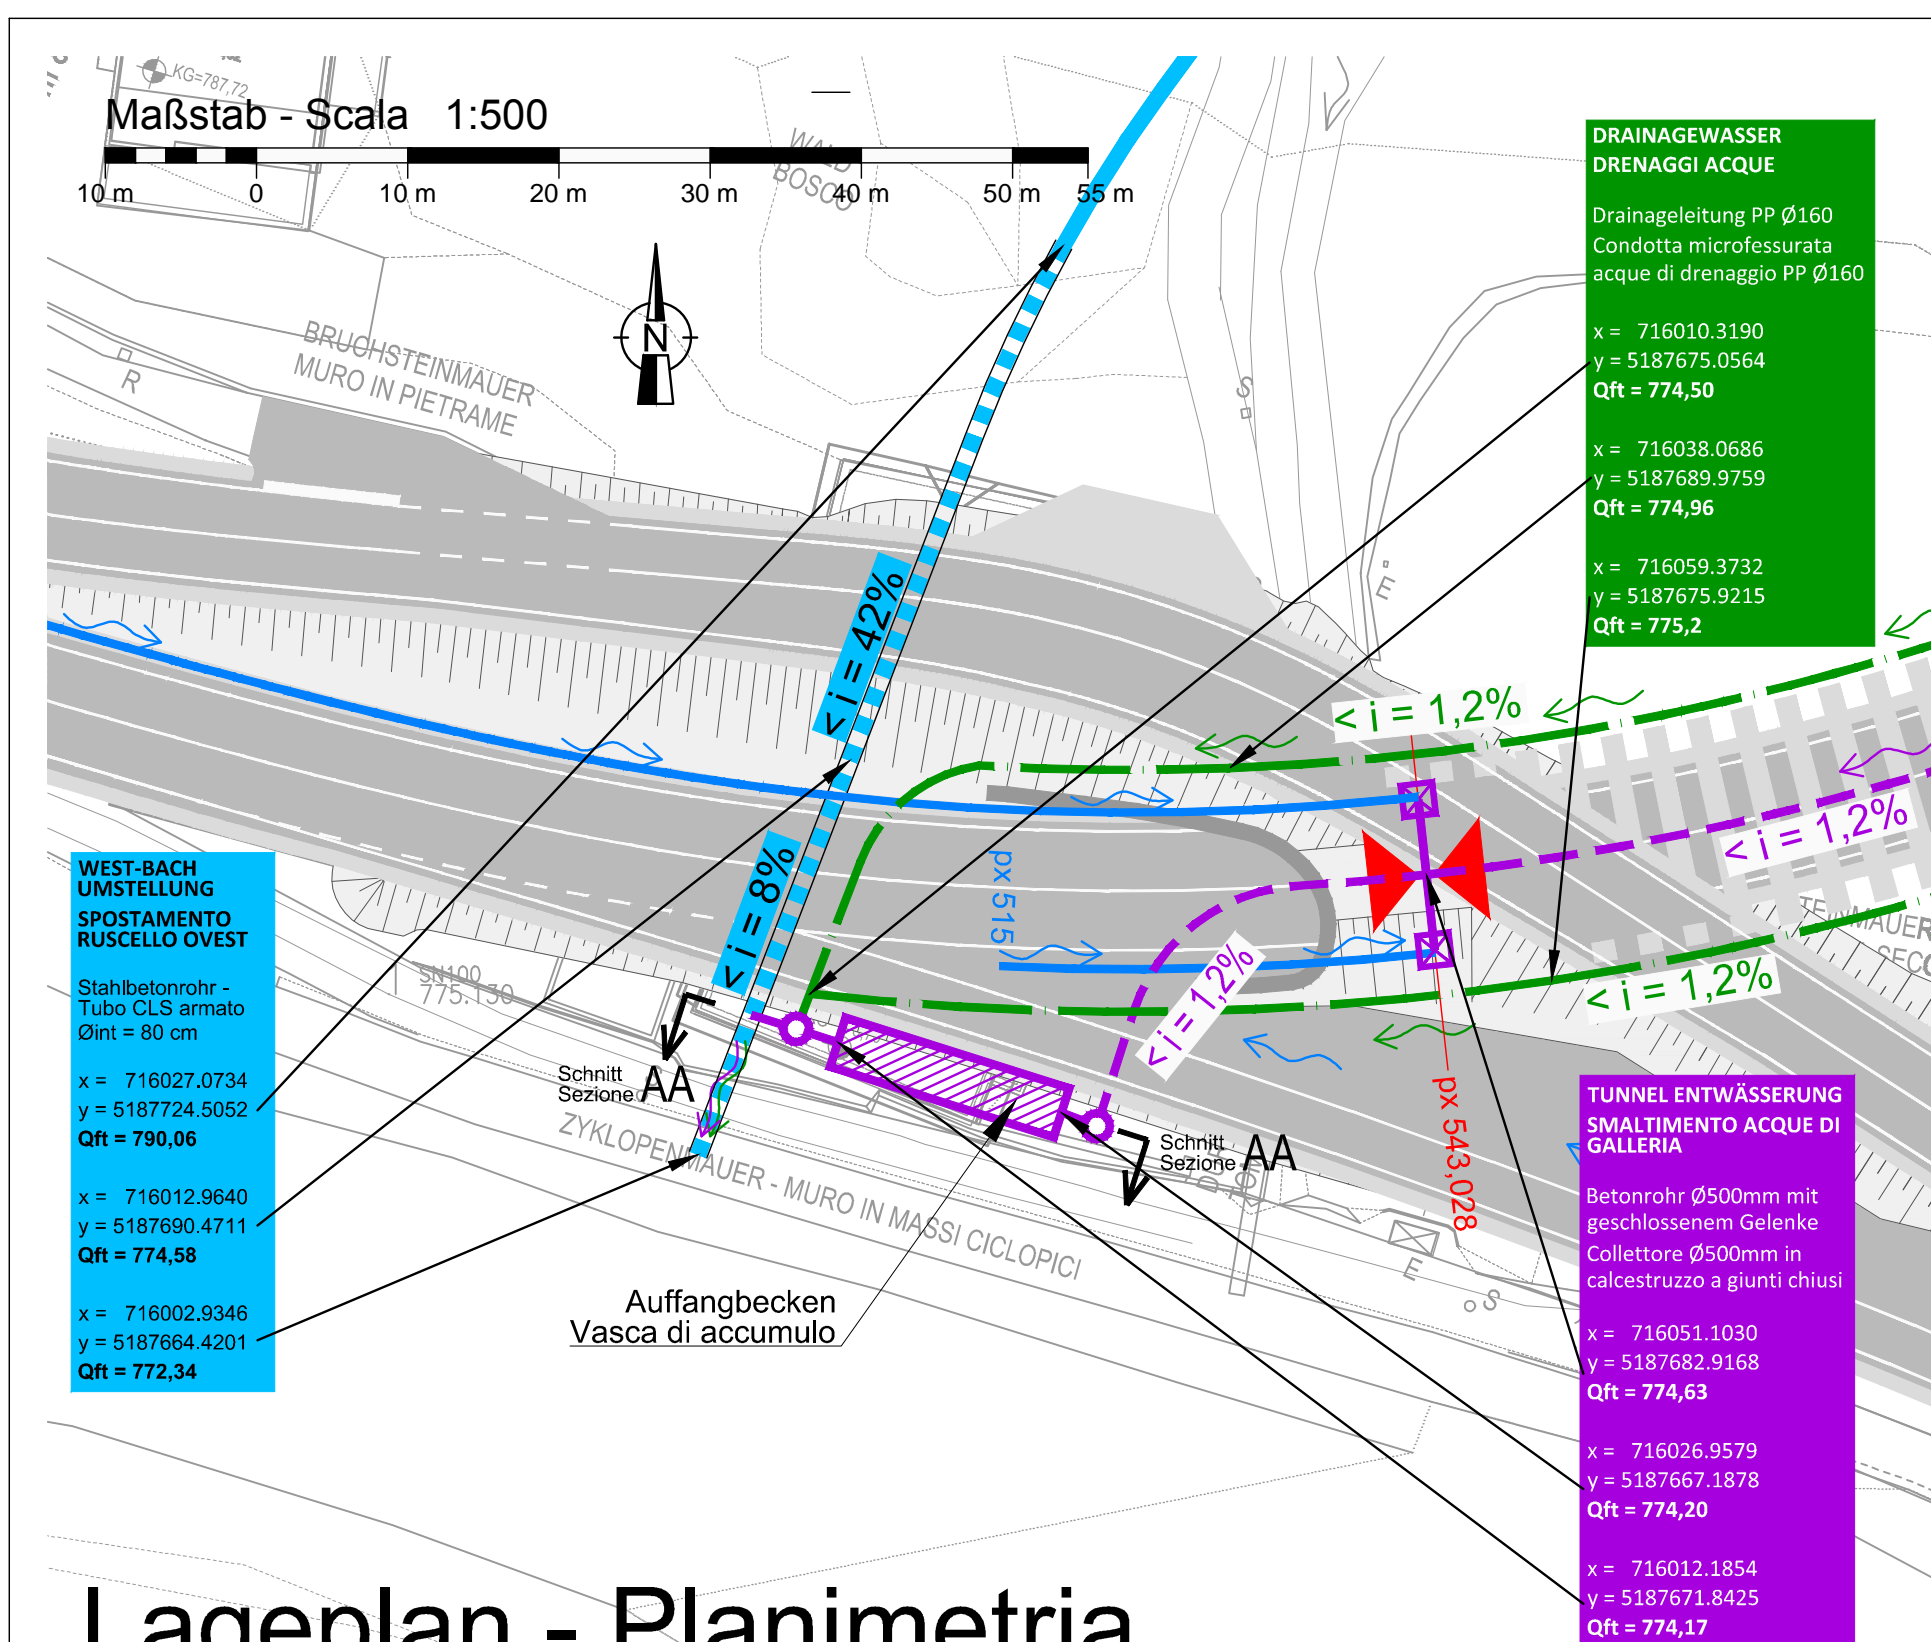 KG=787,72
Maßstab - Scala 1:500
10 m 0 10 m 20 m 30 m 40 m 50 m 55 m
WALD
BOSCO
N
BRUCHSTEINMAUER
MURO IN PIETRAME
R
S
E
DRAINAGEWASSER
DRENAGGI ACQUE
Drainageleitung PP Ø160
Condotta microfessurata
acque di drenaggio PP Ø160
x = 716010.3190
y = 5187675.0564
Qft = 774,50
x = 716038.0686
y = 5187689.9759
Qft = 774,96
x = 716059.3732
y = 5187675.9215
Qft = 775,2
< i = 42%
< i = 1,2%
< i = 1,2%
< i = 8%
px 515
< i = 1,2%
< i = 1,2%
px 543,028
WEST-BACH
UMSTELLUNG
SPOSTAMENTO
RUSCELLO OVEST
Stahlbetonrohr -
Tubo CLS armato
Øint = 80 cm
x = 716027.0734
y = 5187724.5052
Qft = 790,06
x = 716012.9640
y = 5187690.4711
Qft = 774,58
x = 716002.9346
y = 5187664.4201
Qft = 772,34
SN100
775.130
Schnitt
Sezione AA
Schnitt
Sezione AA
ZYKLOPENMAUER - MURO IN MASSI CICLOPICI
E
S
Auffangbecken
Vasca di accumulo
TUNNEL ENTWÄSSERUNG
SMALTIMENTO ACQUE DI
GALLERIA
Betonrohr Ø500mm mit
geschlossenem Gelenke
Collettore Ø500mm in
calcestruzzo a giunti chiusi
x = 716051.1030
y = 5187682.9168
Qft = 774,63
x = 716026.9579
y = 5187667.1878
Qft = 774,20
x = 716012.1854
y = 5187671.8425
Qft = 774,17
Lageplan - Planimetria